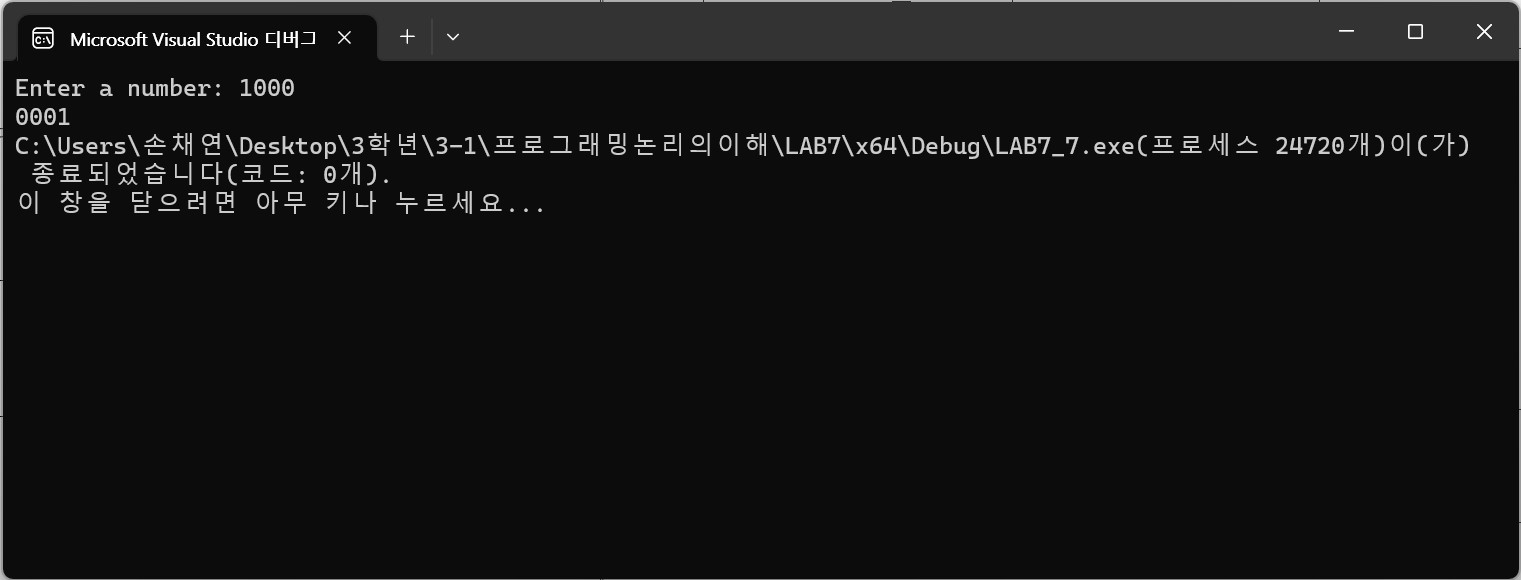 Microsoft Visual Studio 디버그
Enter a number: 1000
0001
C:\Users\손채연\Desktop\3학년\3-1\프로그래밍논리의이해\LAB7\x64\Debug\LAB7_7.exe(프로세스 24720개)이(가)
종료되었습니다(코드: 0개).
이 창을 닫으려면 아무 키나 누르세요...